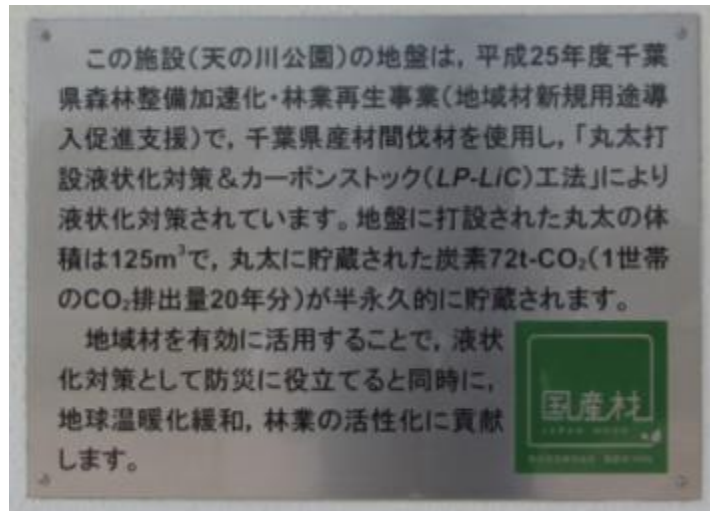 この施設(天の川公園)の地盤は，平成25年度千葉
県森林整備加速化・林業再生事業(地域材新規用途導
入促進支援)で，千葉県産材間伐材を使用し，「丸太打
設液状化対策＆カーボンストック(LP-LiC)工法」により
液状化対策されています。地盤に打設された丸太の体
積は125m³で，丸太に貯蔵された炭素72t-CO₂(1世帯
のCO₂排出量20年分)が半永久的に貯蔵されます。
地域材を有効に活用することで，液状
化対策として防災に役立てると同時に，
地球温暖化緩和，林業の活性化に貢献
します。
国産材
JAPAN WOOD